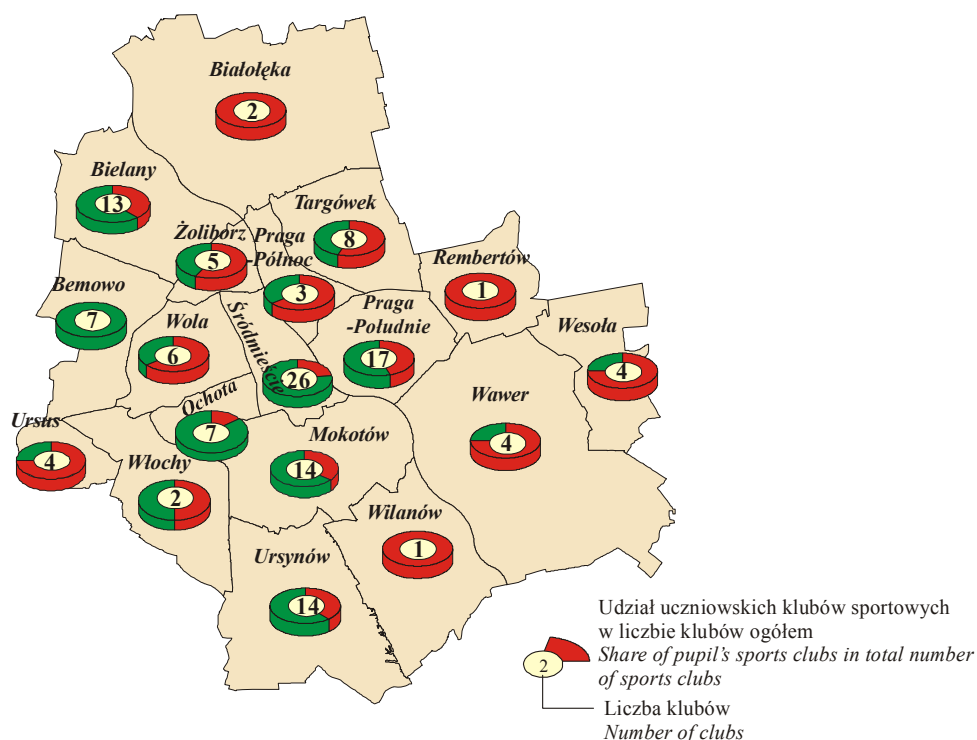 Białołęka
2
Bielany
13
Targówek
8
Żoliborz
5
Praga
-Północ
3
Rembertów
1
Bemowo
7
Wola
6
Śródmieście
26
Praga
-Południe
17
Wesoła
4
Ochota
7
Wawer
4
Ursus
4
Mokotów
14
Włochy
2
Wilanów
1
Ursynów
14
Udział uczniowskich klubów sportowych
w liczbie klubów ogółem
Share of pupil's sports clubs in total number
of sports clubs
2
Liczba klubów
Number of clubs